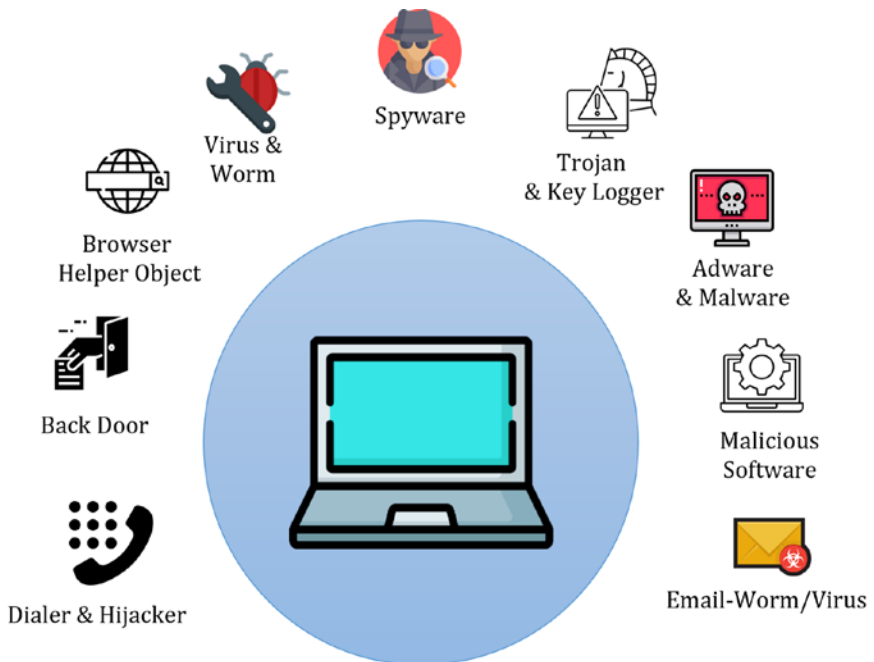 Spyware
Virus &
Worm
Trojan
& Key Logger
Browser
Helper Object
Adware
& Malware
Back Door
Malicious
Software
Dialer & Hijacker
Email-Worm/Virus